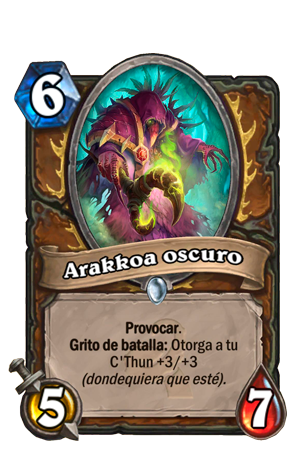 6
Arakkoa oscuro
Provocar.
Grito de batalla: Otorga a tu
C'Thun +3/+3
(dondequiera que esté).
5
7